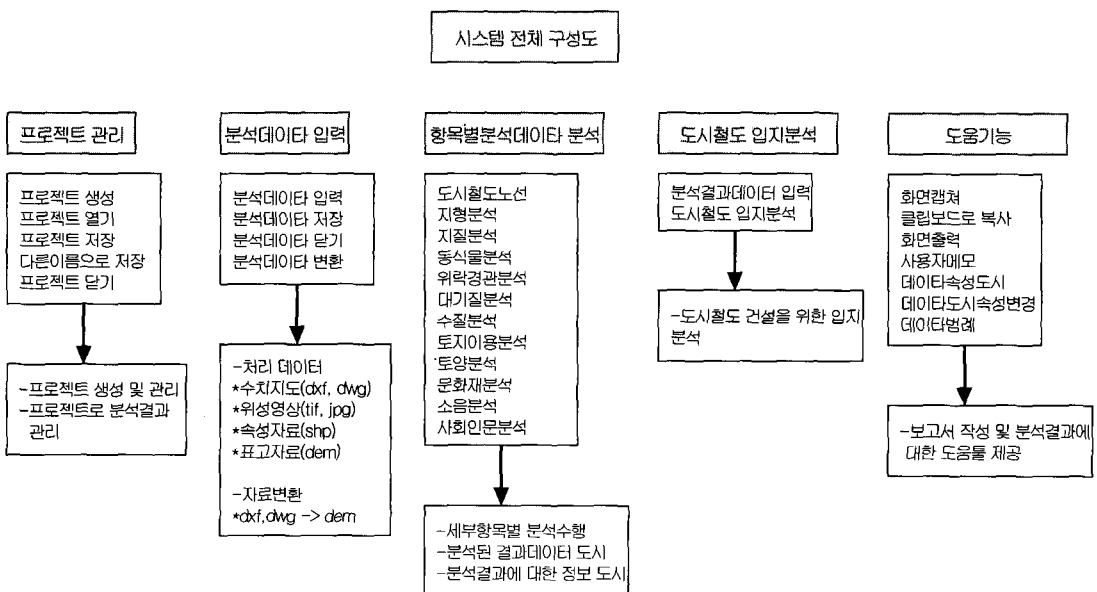 시스템 전체 구성도
프로젝트 관리
프로젝트 생성
프로젝트 열기
프로젝트 저장
다른이름으로 저장
프로젝트 닫기
-프로젝트 생성 및 관리
-프로젝트로 분석결과
관리
분석데이타 입력
분석데이타 입력
분석데이타 저장
분석데이타 닫기
분석데이타 변환
-처리 데이터
*수치지도(dxf, dwg)
*위성영상(tif, jpg)
*속성자료(shp)
*표고자료(dem)
-자료변환
*dxf,dwg -> dem
항목별분석데이타 분석
도시철도노선
지형분석
지질분석
동식물분석
위락경관분석
대기질분석
수질분석
토지이용분석
토양분석
문화재분석
소음분석
사회인문분석
-세부항목별 분석수행
-분석된 결과데이터 도시
-분석결과에 대한 정보 도시
도시철도 입지분석
분석결과데이터 입력
도시철도 입지분석
-도시철도 건설을 위한 입지
분석
도움기능
화면캡쳐
클립보드로 복사
화면출력
사용자메모
데이타속성도시
데이타도시속성변경
데이타범례
-보고서 작성 및 분석결과에
대한 도움툴 제공